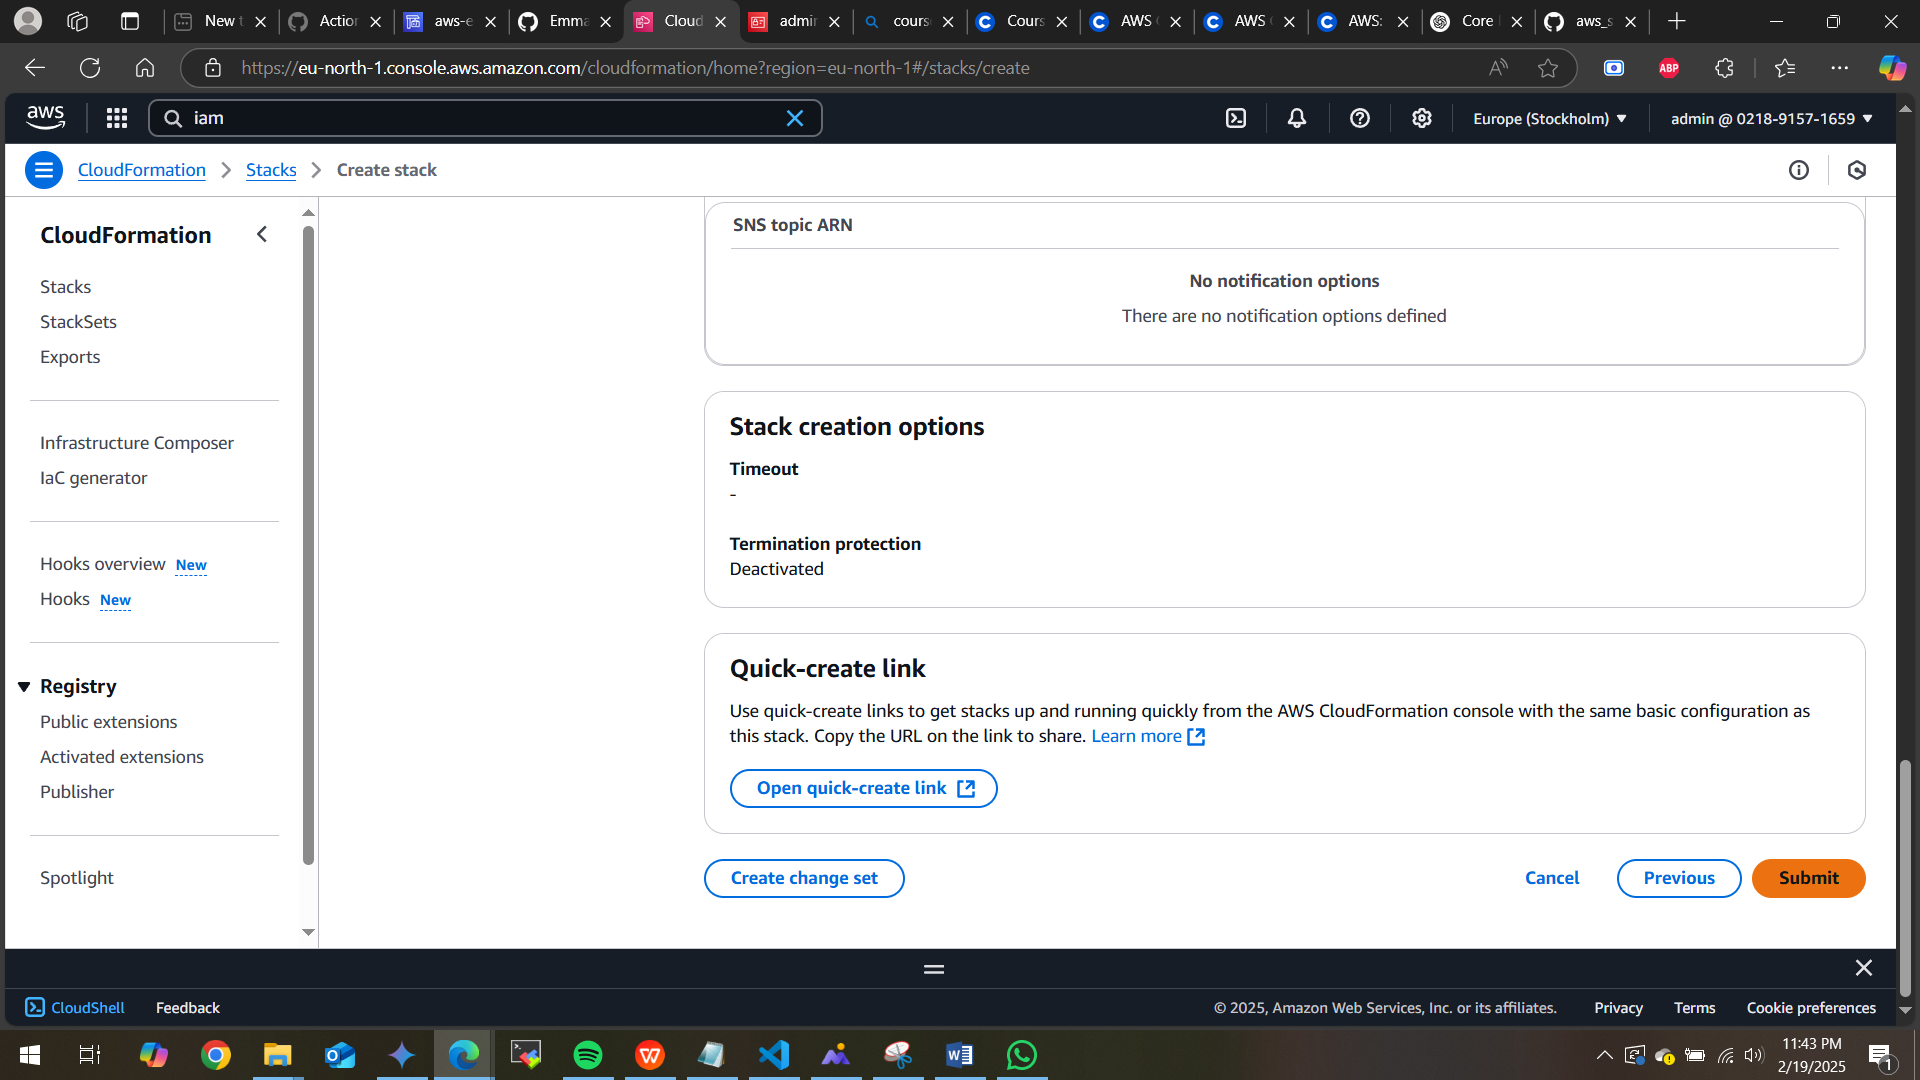 New t
Action
aws-e
Emma
Cloud
admin
cours
Cours
AWS
AWS
AWS:
Core
aws_s
https://eu-north-1.console.aws.amazon.com/cloudformation/home?region=eu-north-1#/stacks/create
ABP
aws
iam
Europe (Stockholm)
admin @ 0218-9157-1659
CloudFormation
Stacks
Create stack
CloudFormation
Stacks
StackSets
Exports
Infrastructure Composer
IaC generator
Hooks overview New
Hooks New
Registry
Public extensions
Activated extensions
Publisher
Spotlight
SNS topic ARN
No notification options
There are no notification options defined
Stack creation options
Timeout
-
Termination protection
Deactivated
Quick-create link
Use quick-create links to get stacks up and running quickly from the AWS CloudFormation console with the same basic configuration as
this stack. Copy the URL on the link to share. Learn more
Open quick-create link
Create change set
Cancel
Previous
Submit
CloudShell
Feedback
© 2025, Amazon Web Services, Inc. or its affiliates.
Privacy
Terms
Cookie preferences
11:43 PM
2/19/2025
1